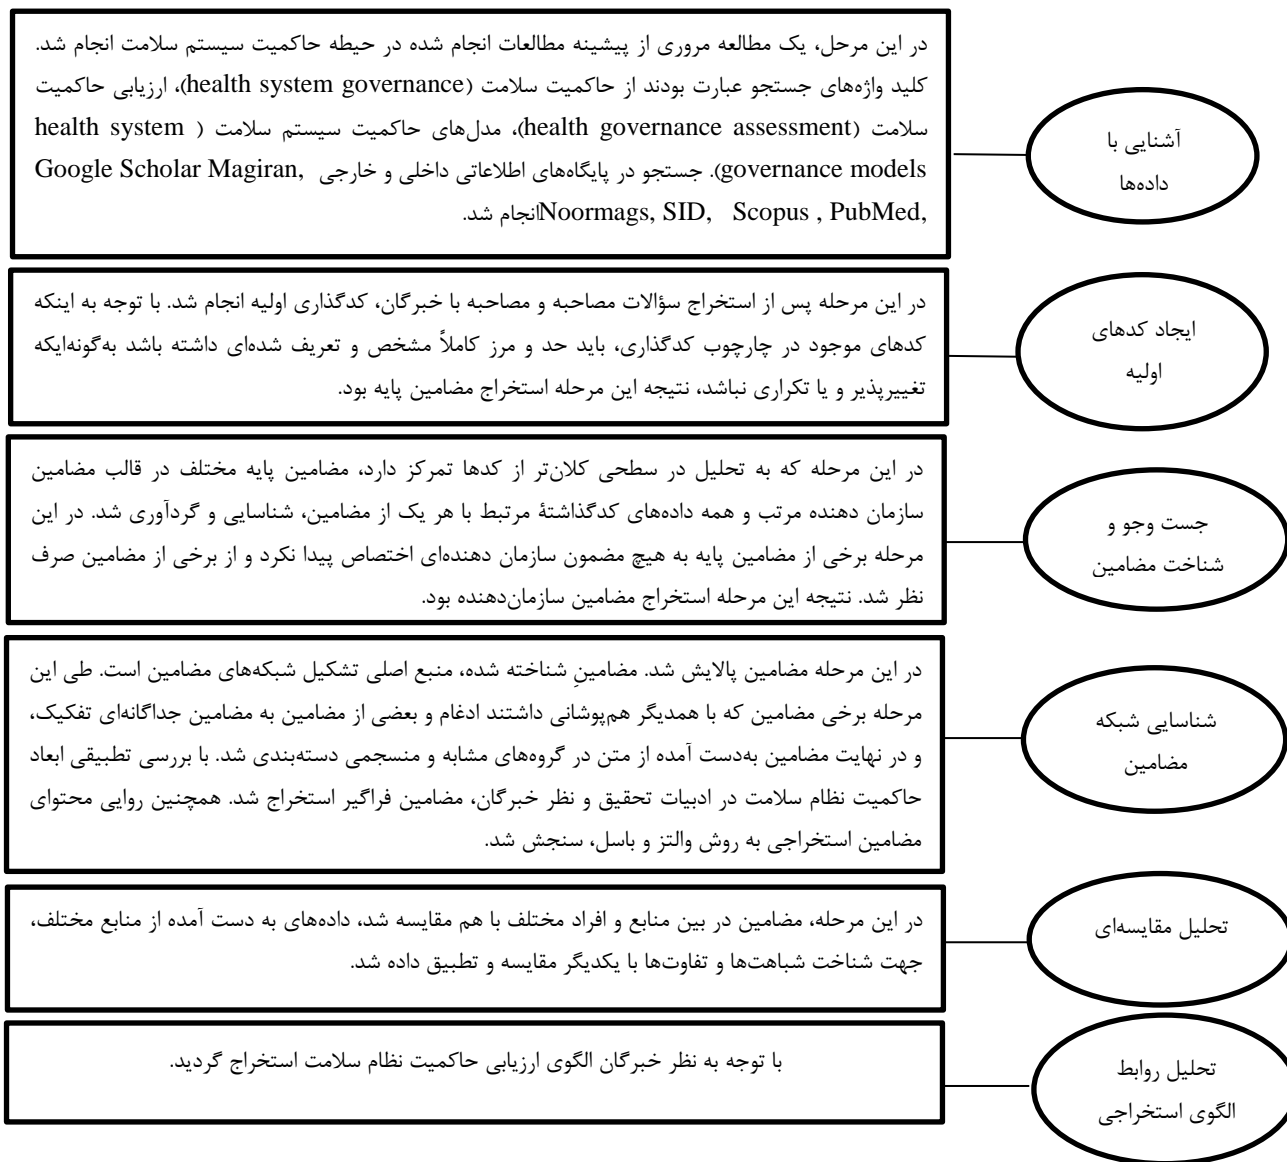 آشنایی با
داده‌ها
در این مرحل، یک مطالعه مروری از پیشینه مطالعات انجام شده در حیطه حاکمیت سیستم سلامت انجام شد.
کلید واژه‌های جستجو عبارت بودند از حاکمیت سلامت (health system governance)، ارزیابی حاکمیت
سلامت (health governance assessment)، مدل‌های حاکمیت سیستم سلامت ( health system
governance models). جستجو در پایگاه‌های اطلاعاتی داخلی و خارجی Google Scholar Magiran,
Noormags, SID, Scopus , PubMed,انجام شد.
ایجاد کدهای
اولیه
در این مرحله پس از استخراج سؤالات مصاحبه و مصاحبه با خبرگان، کدگذاری اولیه انجام شد. با توجه به اینکه
کدهای موجود در چارچوب کدگذاری، باید حد و مرز کاملاً مشخص و تعریف شده‌ای داشته باشد به‌گونه‌ایکه
تغییرپذیر و یا تکراری نباشد، نتیجه این مرحله استخراج مضامین پایه بود.
جست وجو و
شناخت مضامین
در این مرحله که به تحلیل در سطحی کلان‌تر از کدها تمرکز دارد، مضامین پایه مختلف در قالب مضامین
سازمان دهنده مرتب و همه داده‌های کدگذاشتهٔ مرتبط با هر یک از مضامین، شناسایی و گردآوری شد. در این
مرحله برخی از مضامین پایه به هیچ مضمون سازمان دهنده‌ای اختصاص پیدا نکرد و از برخی از مضامین صرف
نظر شد. نتیجه این مرحله استخراج مضامین سازمان‌دهنده بود.
شناسایی شبکه
مضامین
در این مرحله مضامین پالایش شد. مضامینِ شناخته شده، منبع اصلی تشکیل شبکه‌های مضامین است. طی این
مرحله برخی مضامین که با همدیگر هم‌پوشانی داشتند ادغام و بعضی از مضامین به مضامین جداگانه‌ای تفکیک،
و در نهایت مضامین به‌دست آمده از متن در گروه‌های مشابه و منسجمی دسته‌بندی شد. با بررسی تطبیقی ابعاد
حاکمیت نظام سلامت در ادبیات تحقیق و نظر خبرگان، مضامین فراگیر استخراج شد. همچنین روایی محتوای
مضامین استخراجی به روش والتز و باسل، سنجش شد.
تحلیل مقایسه‌ای
در این مرحله، مضامین در بین منابع و افراد مختلف با هم مقایسه شد، داده‌های به دست آمده از منابع مختلف،
جهت شناخت شباهت‌ها و تفاوت‌ها با یکدیگر مقایسه و تطبیق داده شد.
تحلیل روابط
الگوی استخراجی
با توجه به نظر خبرگان الگوی ارزیابی حاکمیت نظام سلامت استخراج گردید.